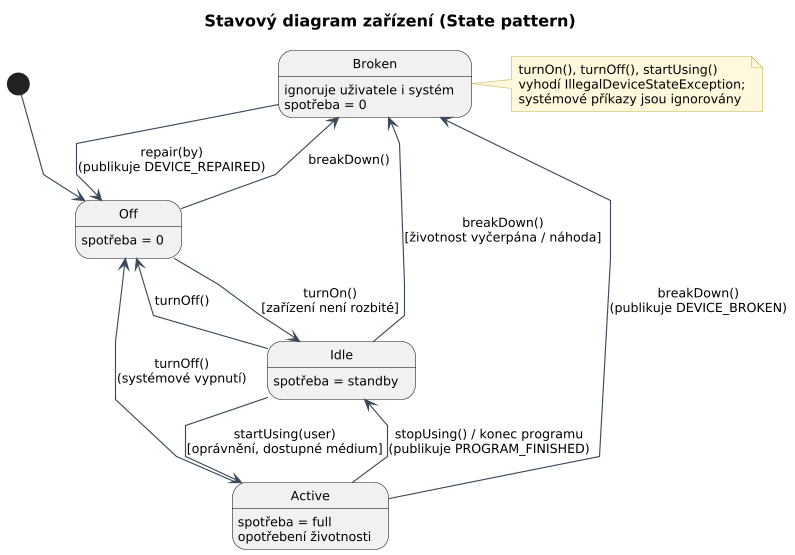 Stavový diagram zařízení (State pattern)
Broken
ignoruje uživatele i systém
spotřeba = 0
turnOn(), turnOff(), startUsing()
vyhodí IllegalDeviceStateException;
systémové příkazy jsou ignorovány
repair(by)
(publikuje DEVICE_REPAIRED)
breakDown()
Off
spotřeba = 0
breakDown()
[životnost vyčerpána / náhoda]
turnOff()
turnOn()
[zařízení není rozbité]
breakDown()
(publikuje DEVICE_BROKEN)
Idle
spotřeba = standby
turnOff()
(systémové vypnutí)
startUsing(user)
[oprávnění, dostupné médium]
stopUsing() / konec programu
(publikuje PROGRAM_FINISHED)
Active
spotřeba = full
opotřebení životnosti